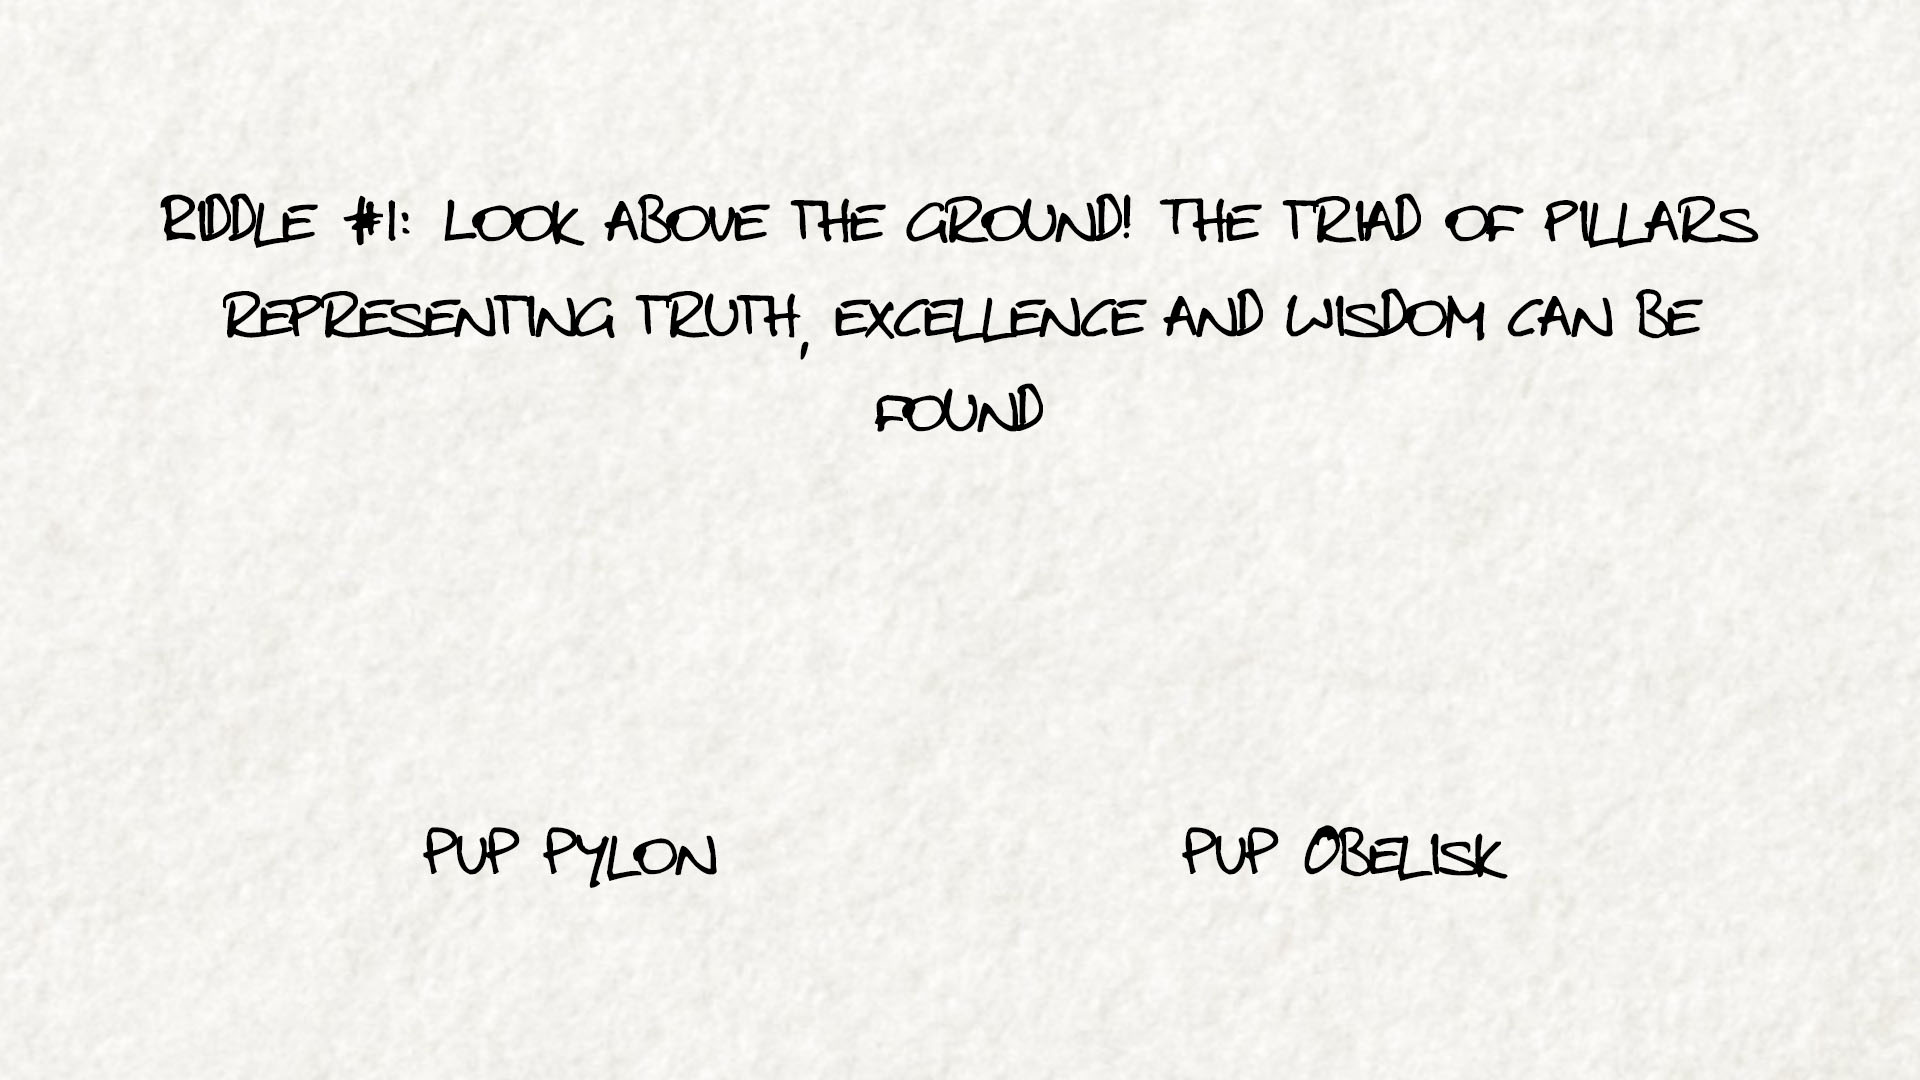 RIDDLE #1: LOOK ABOVE THE GROUND! THE TRIAD OF PILLARS
REPRESENTING TRUTH, EXCELLENCE AND WISDOM CAN BE
FOUND
PUP PYLON
PUP OBELISK